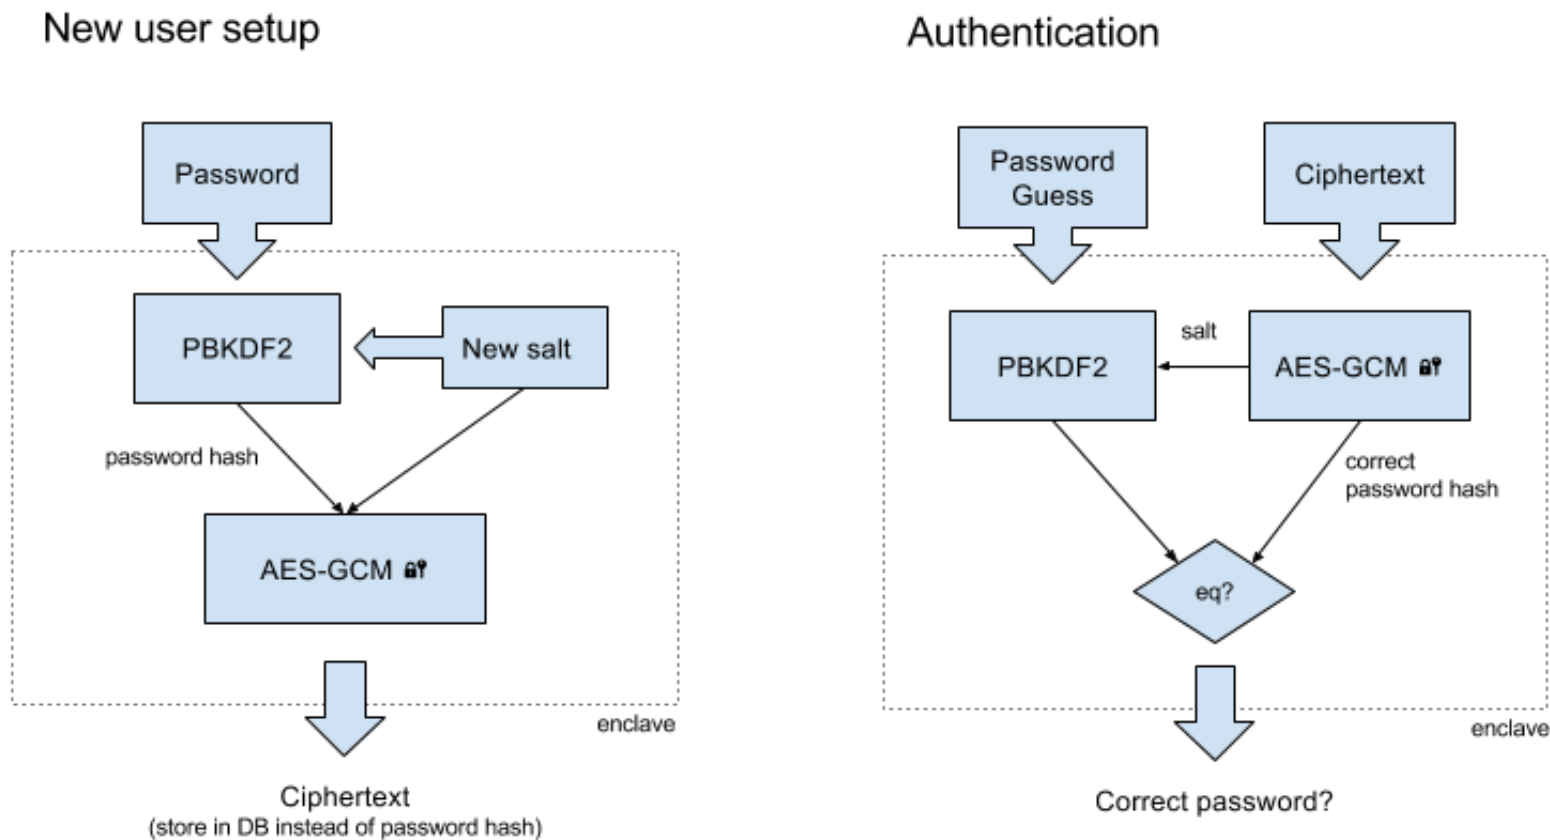 New user setup
Password
PBKDF2
New salt
password hash
AES-GCM
enclave
Ciphertext
(store in DB instead of password hash)
Authentication
Password
Guess
Ciphertext
salt
PBKDF2
AES-GCM
correct
password hash
eq?
enclave
Correct password?